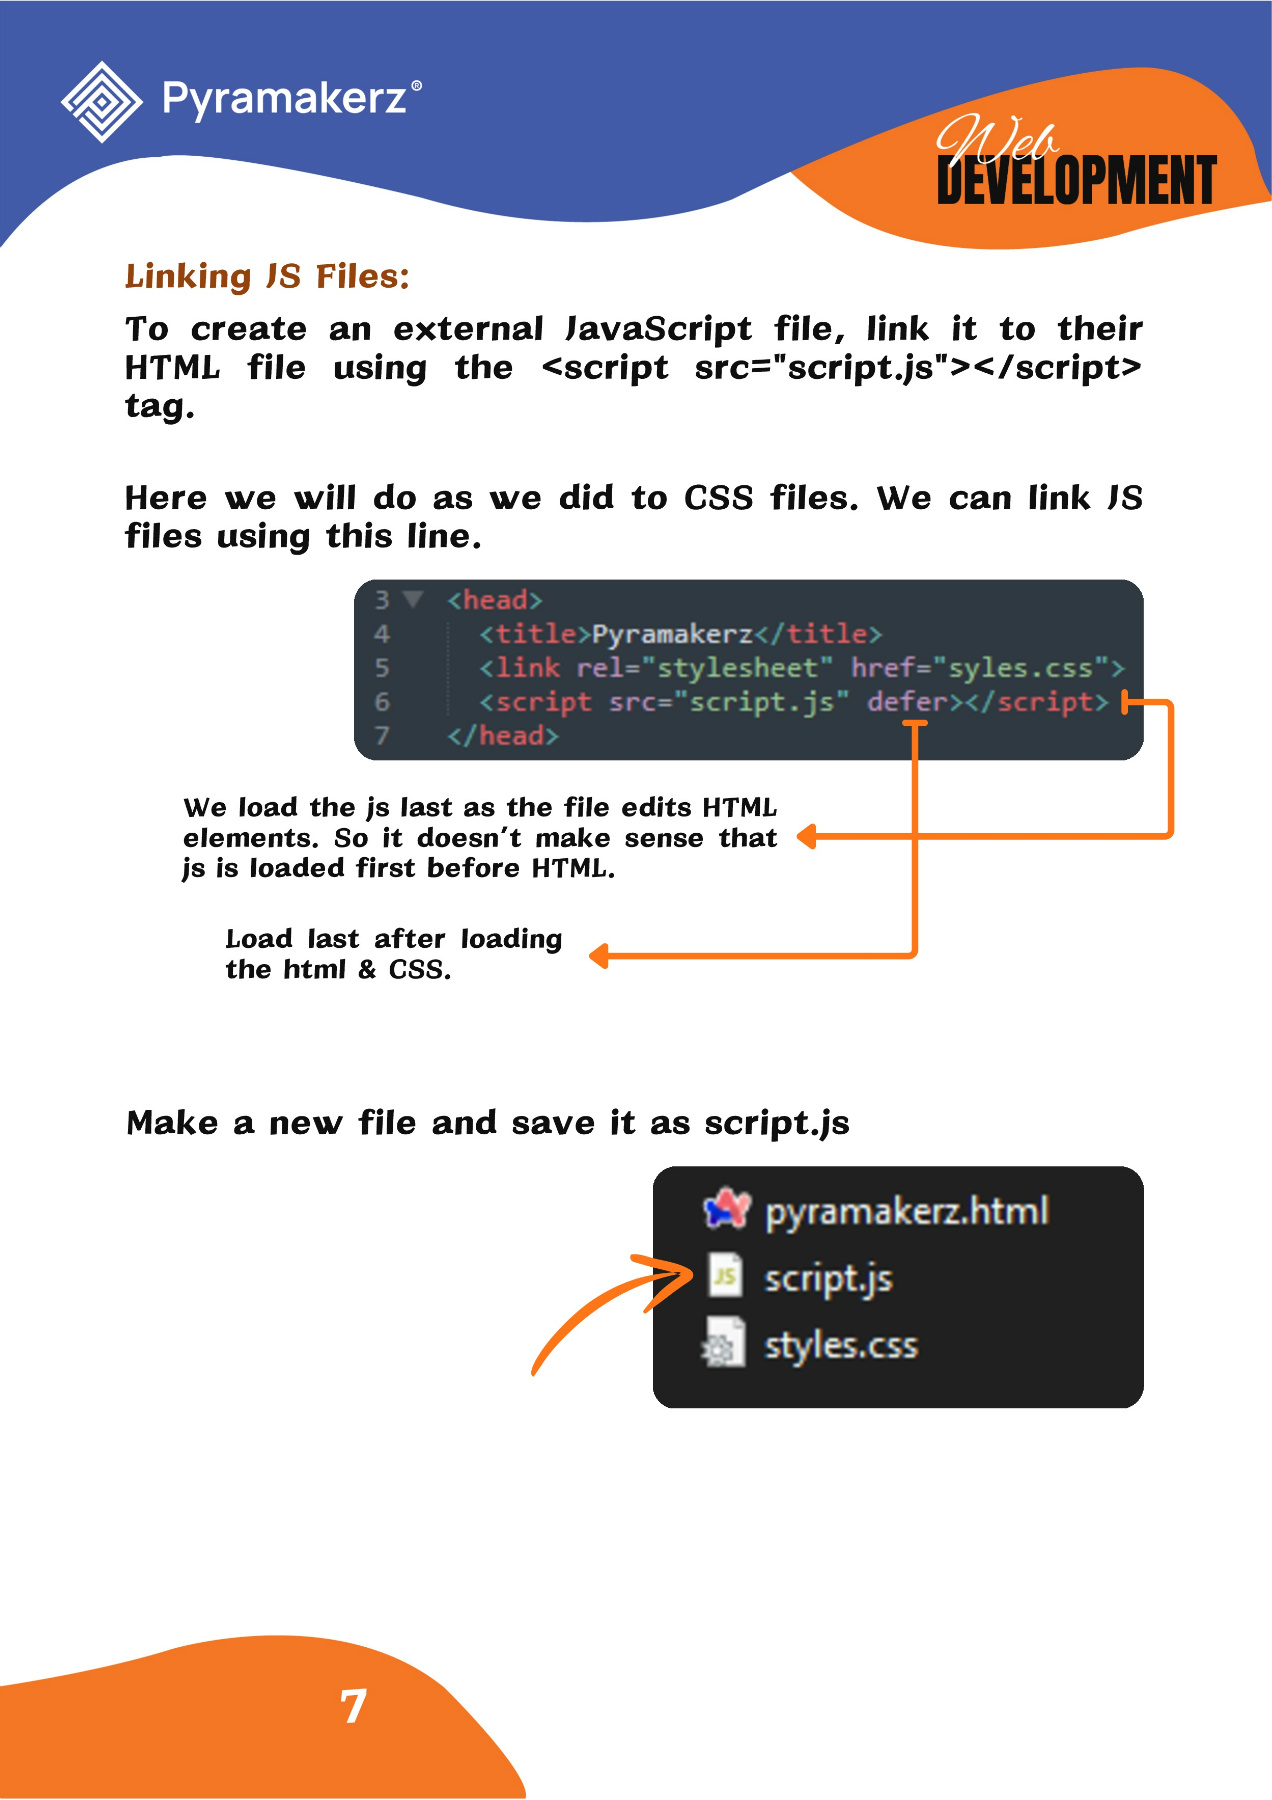 Pyramakerz®
Web
DEVELOPMENT
Linking JS Files:
To create an external JavaScript file, link it to their
HTML file using the <script src="script.js"></script>
tag.
Here we will do as we did to CSS files. We can link JS
files using this line.
3 ▼ <head>
4 <title>Pyramakerz</title>
5 <link rel="stylesheet" href="syles.css">
6 <script src="script.js" defer></script>
7 </head>
We load the js last as the file edits HTML
elements. So it doesn't make sense that
js is loaded first before HTML.
Load last after loading
the html & CSS.
Make a new file and save it as script.js
pyramakerz.html
JS script.js
styles.css
7